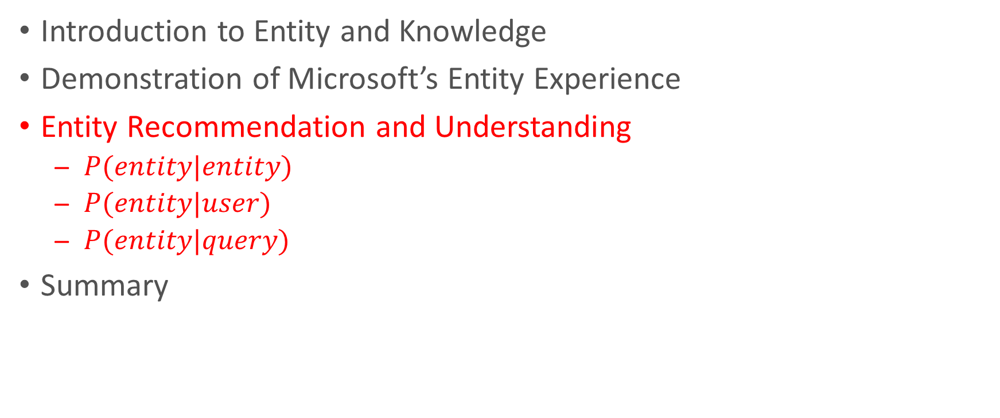 • Introduction to Entity and Knowledge
• Demonstration of Microsoft’s Entity Experience
• Entity Recommendation and Understanding
– P(entity|entity)
– P(entity|user)
– P(entity|query)
• Summary